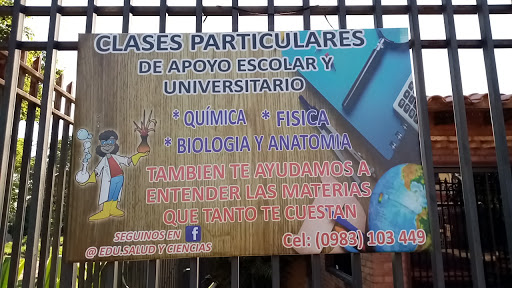 CLASES PARTICULARES
DE APOYO ESCOLAR Y
UNIVERSITARIO
* QUÍMICA * FISICA
* BIOLOGIA Y ANATOMIA
TAMBIEN TE AYUDAMOS A
ENTENDER LAS MATERIAS
QUE TANTO TE CUESTAN
SEGUINOS EN f
@ EDU.SALUD Y CIENCIAS
Cel: (0983) 103 449